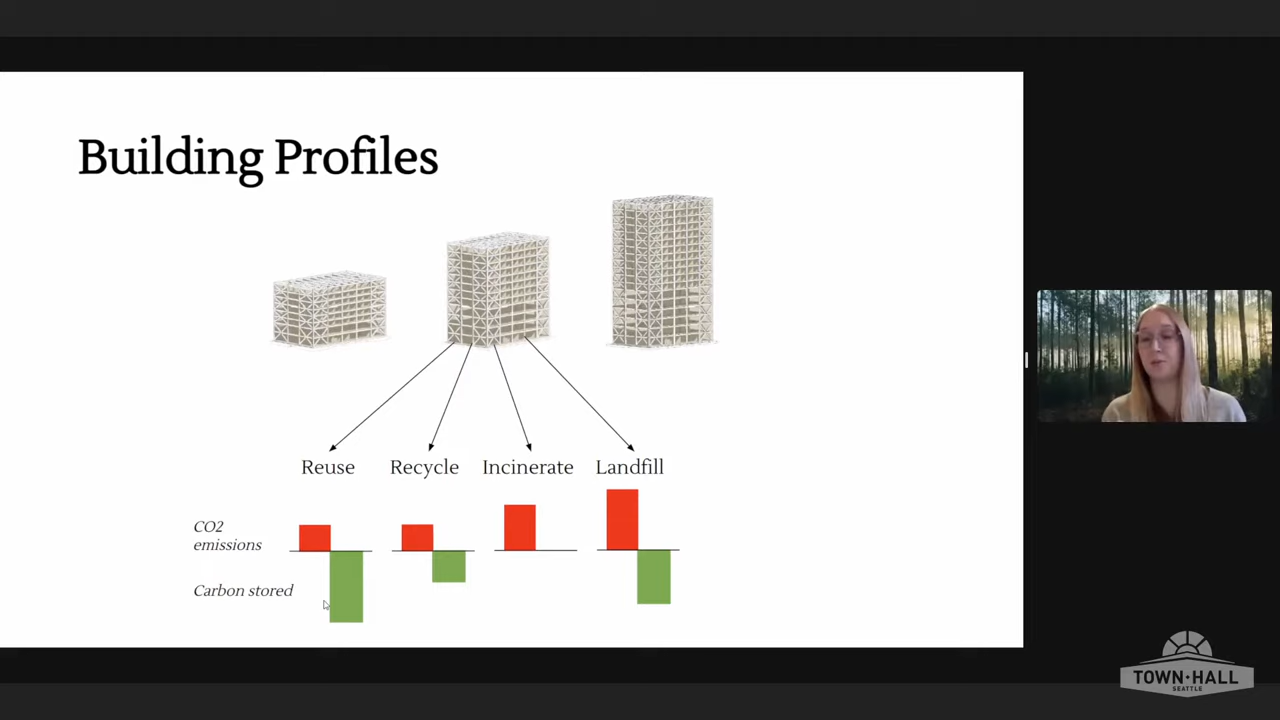 Building Profiles
Reuse Recycle Incinerate Landfill
CO2
emissions
Carbon stored
TOWN·HALL
SEATTLE